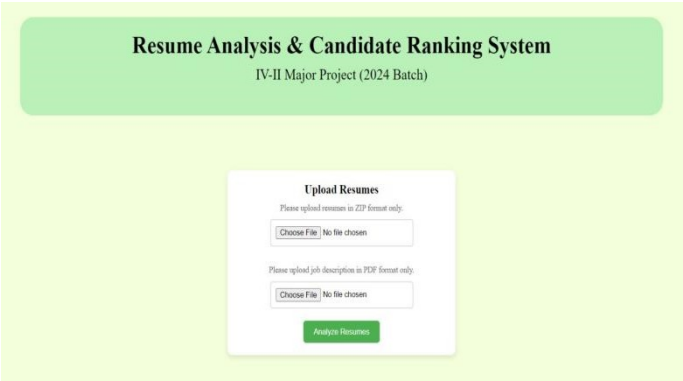 Resume Analysis & Candidate Ranking System
IV-II Major Project (2024 Batch)
Upload Resumes
Please upload resumes in ZIP format only.
Choose File No file chosen
Please upload job description in PDF format only.
Choose File No file chosen
Analyze Resumes